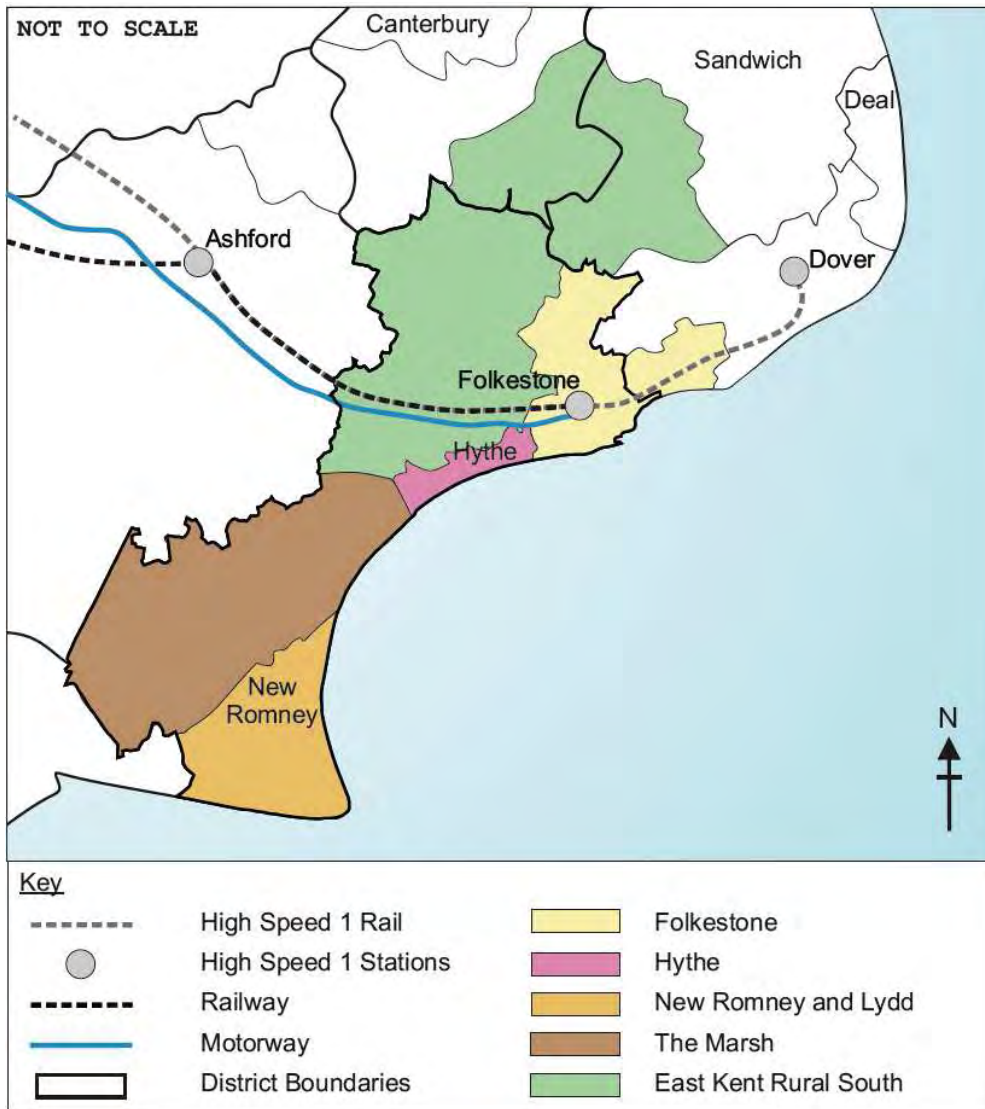 NOT TO SCALE
Canterbury
Sandwich
Deal
Ashford
Dover
Folkestone
Hythe
New
Romney
N
Key
High Speed 1 Rail
High Speed 1 Stations
Railway
Motorway
District Boundaries
Folkestone
Hythe
New Romney and Lydd
The Marsh
East Kent Rural South